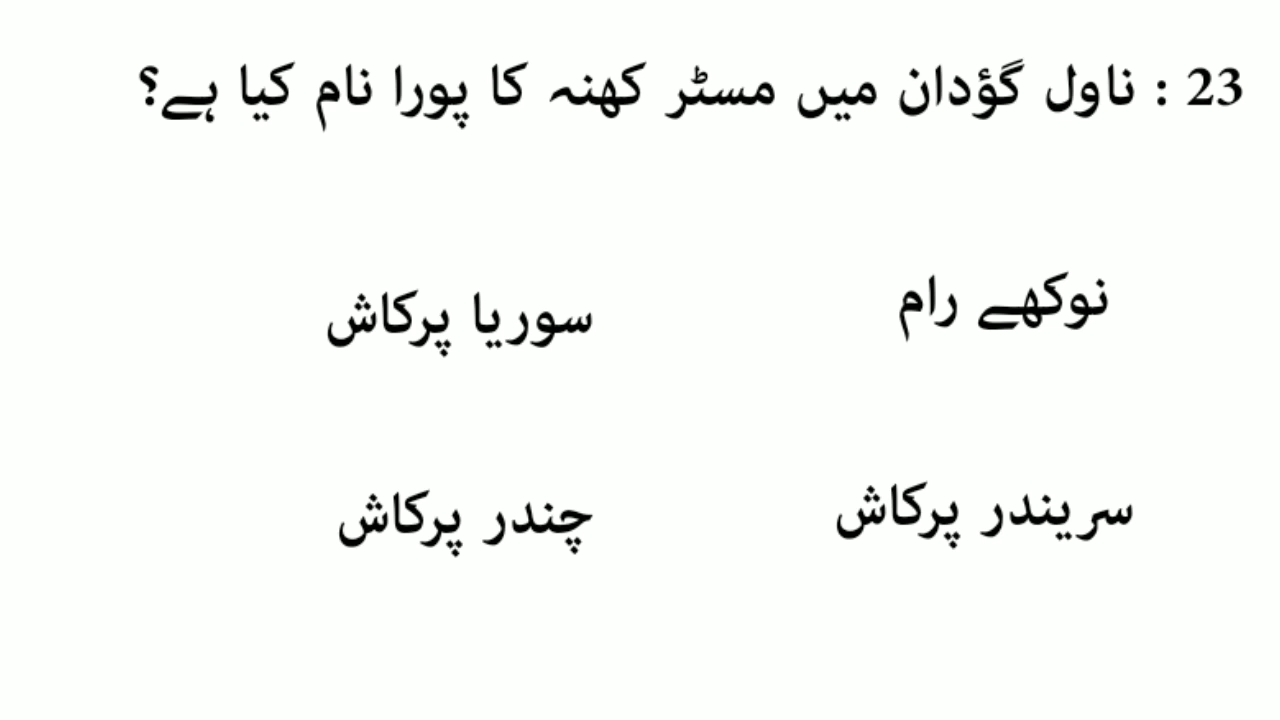 23 : ناول گؤدان میں مسٹر کھنہ کا پورا نام کیا ہے؟
نوکھے رام
سوریا پرکاش
سریندر پرکاش
چندر پرکاش